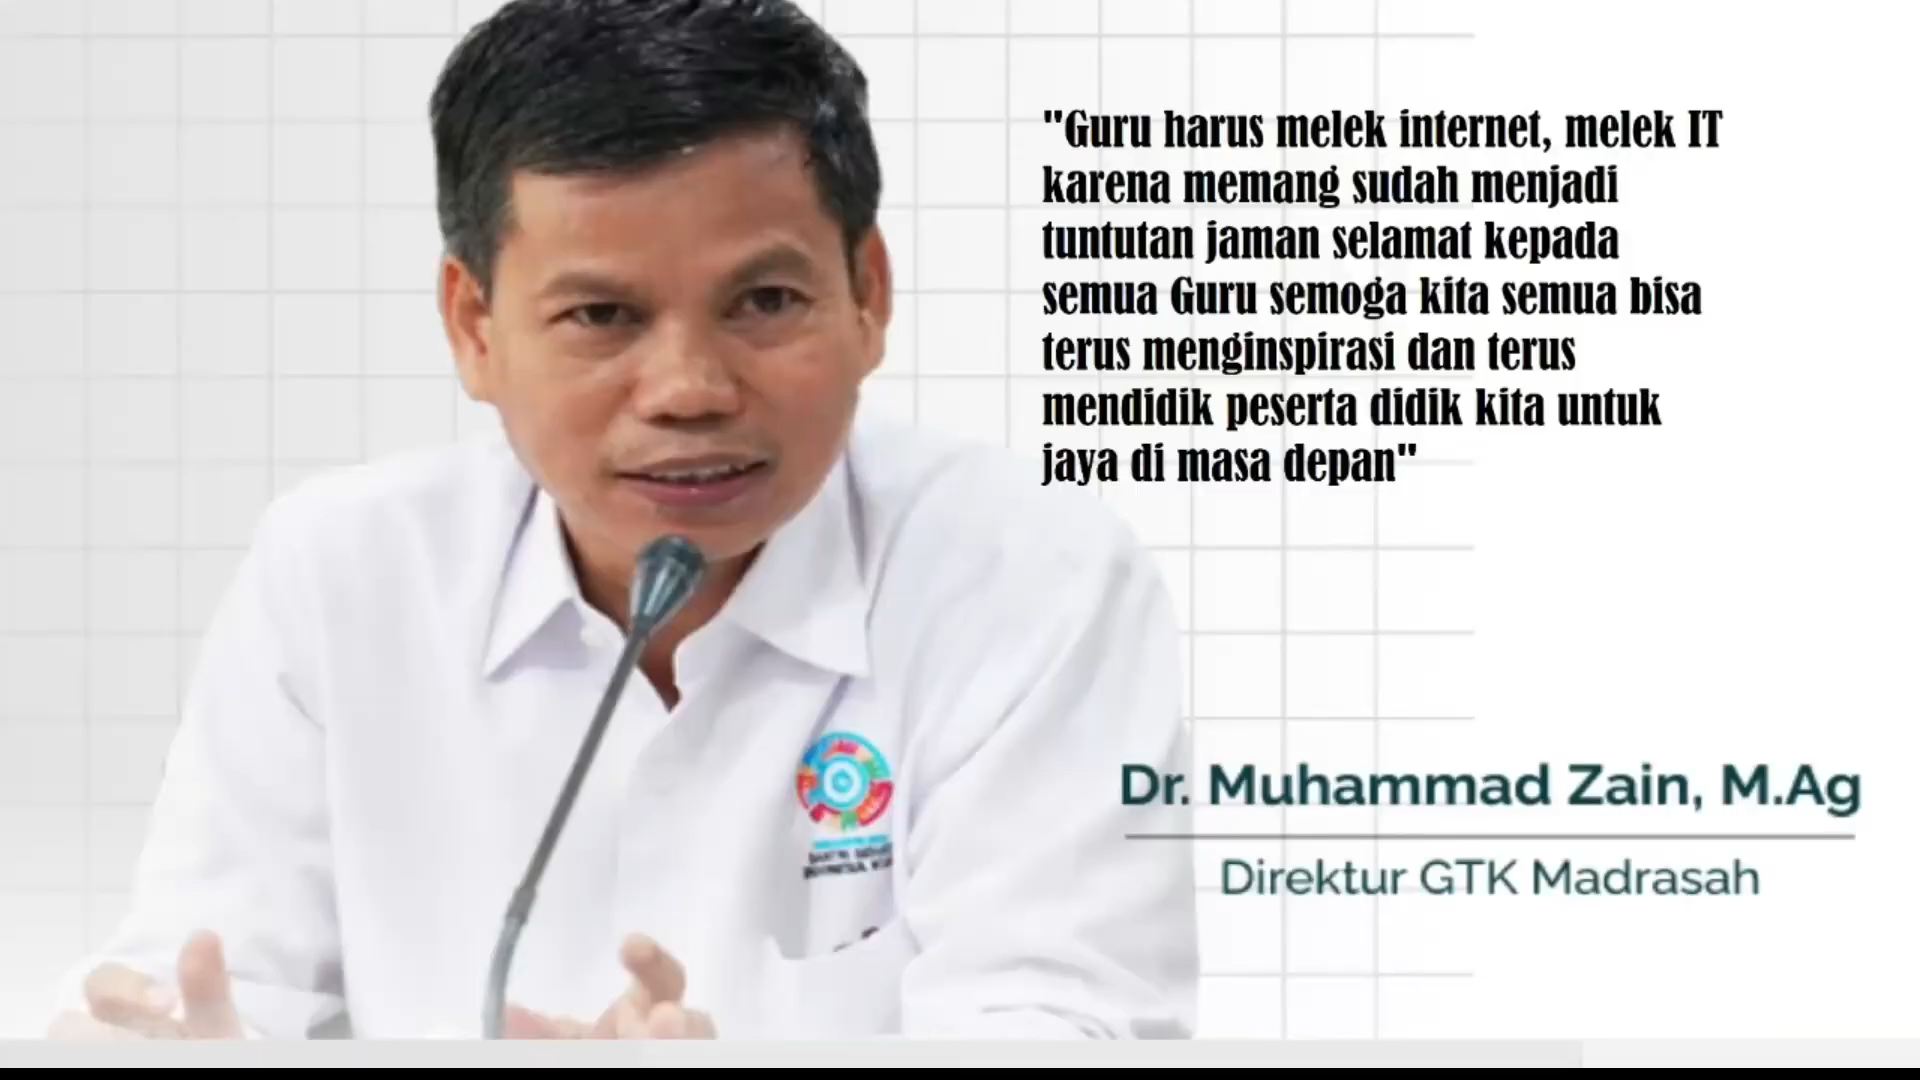 "Guru harus melek internet, melek IT
karena memang sudah menjadi
tuntutan jaman selamat kepada
semua Guru semoga kita semua bisa
terus menginspirasi dan terus
mendidik peserta didik kita untuk
jaya di masa depan"
Dr. Muhammad Zain, M.Ag
Direktur GTK Madrasah